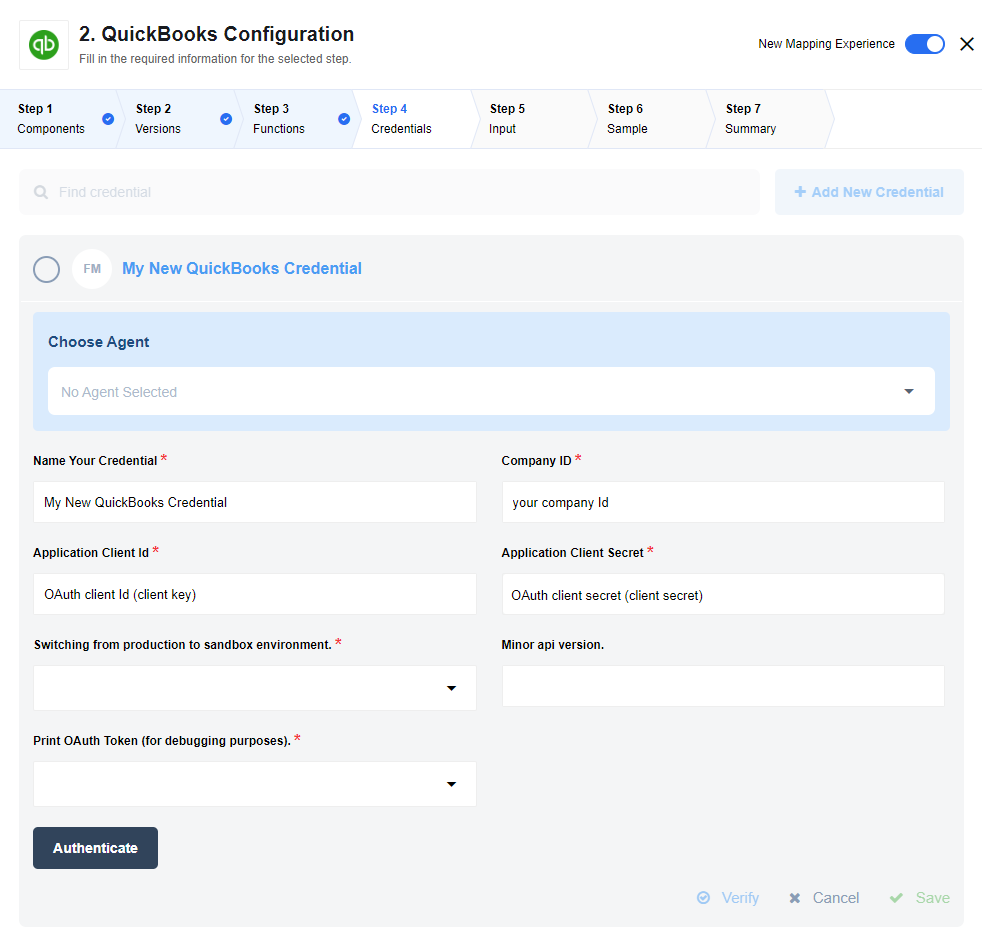 qb
2. QuickBooks Configuration
Fill in the required information for the selected step.
New Mapping Experience
Step 1
Components
Step 2
Versions
Step 3
Functions
Step 4
Credentials
Step 5
Input
Step 6
Sample
Step 7
Summary
Find credential
+ Add New Credential
FM
My New QuickBooks Credential
Choose Agent
No Agent Selected
Name Your Credential *
Company ID *
My New QuickBooks Credential
your company Id
Application Client Id *
Application Client Secret *
OAuth client Id (client key)
OAuth client secret (client secret)
Switching from production to sandbox environment. *
Minor api version.
Print OAuth Token (for debugging purposes). *
Authenticate
Verify
Cancel
Save